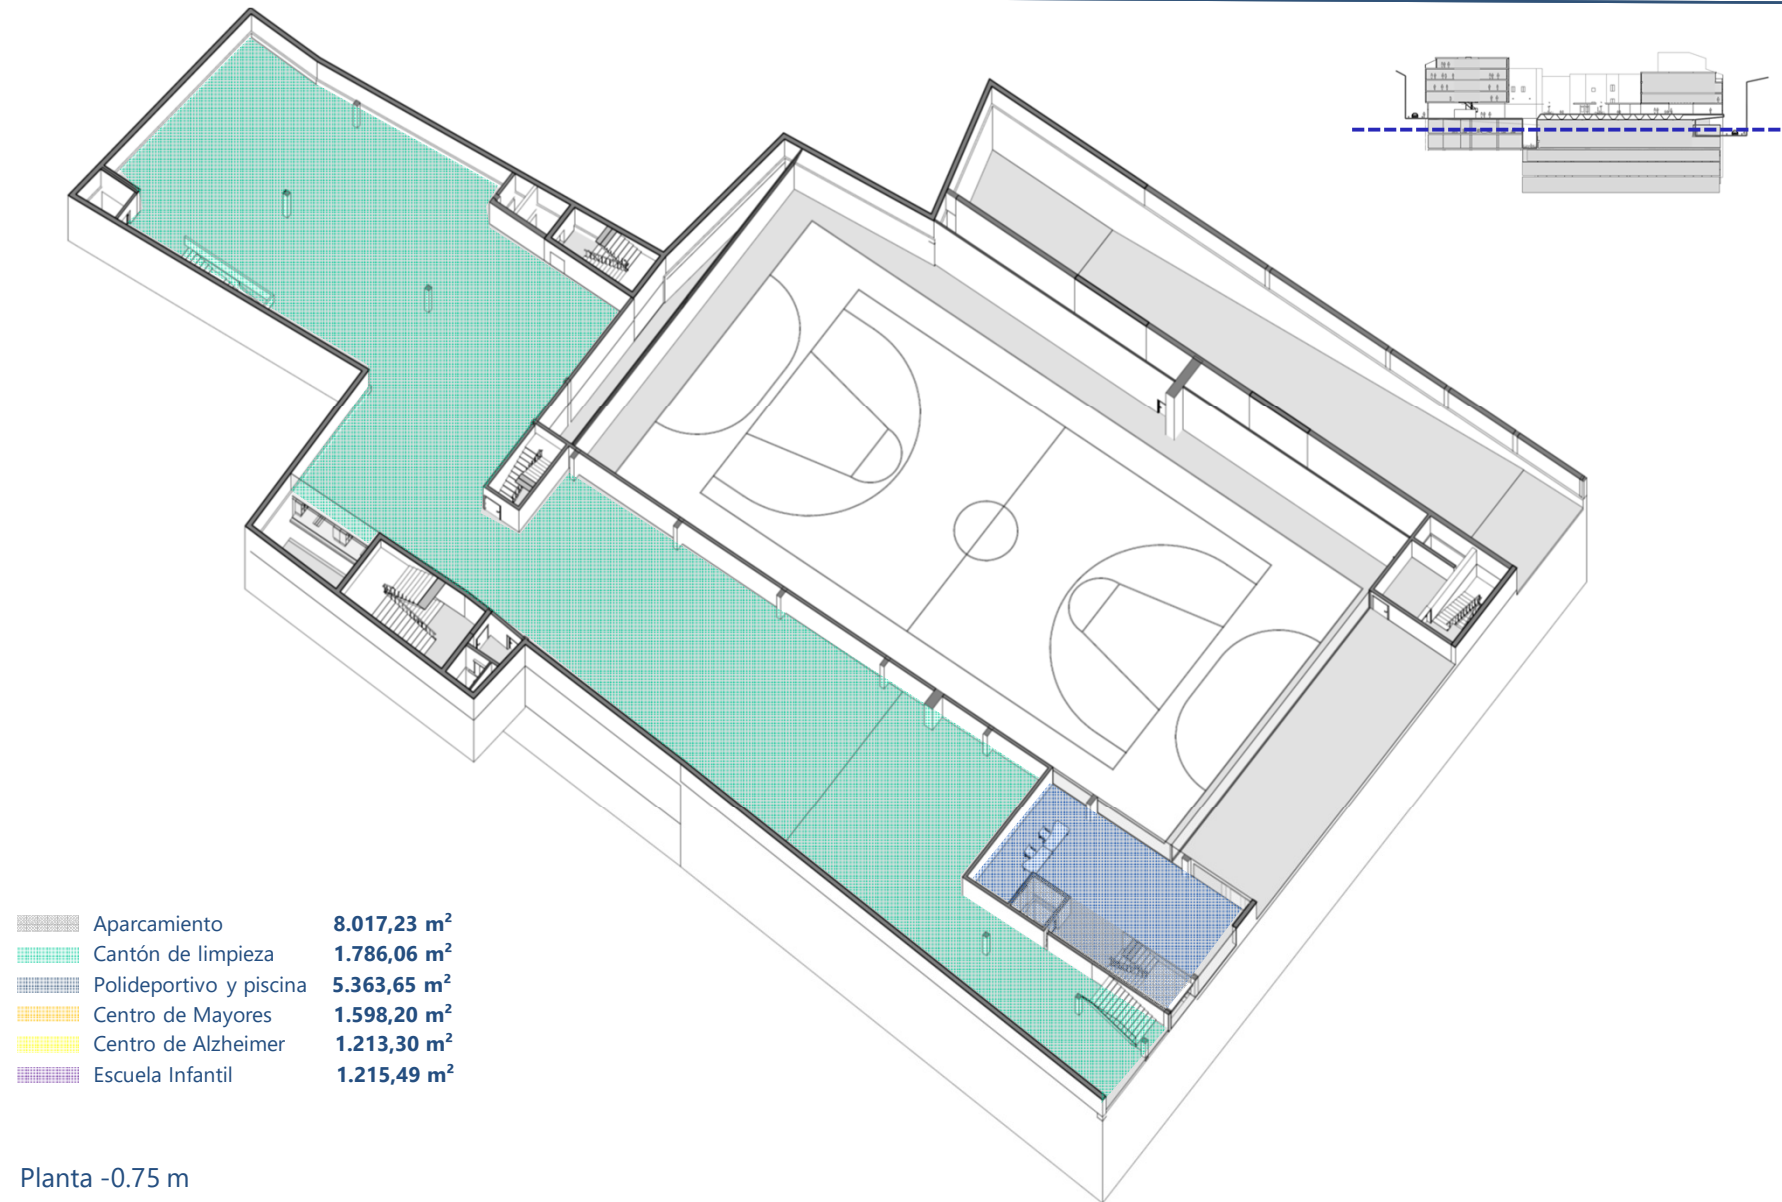 Aparcamiento 8.017,23 m²
Cantón de limpieza 1.786,06 m²
Polideportivo y piscina 5.363,65 m²
Centro de Mayores 1.598,20 m²
Centro de Alzheimer 1.213,30 m²
Escuela Infantil 1.215,49 m²
Planta -0.75 m